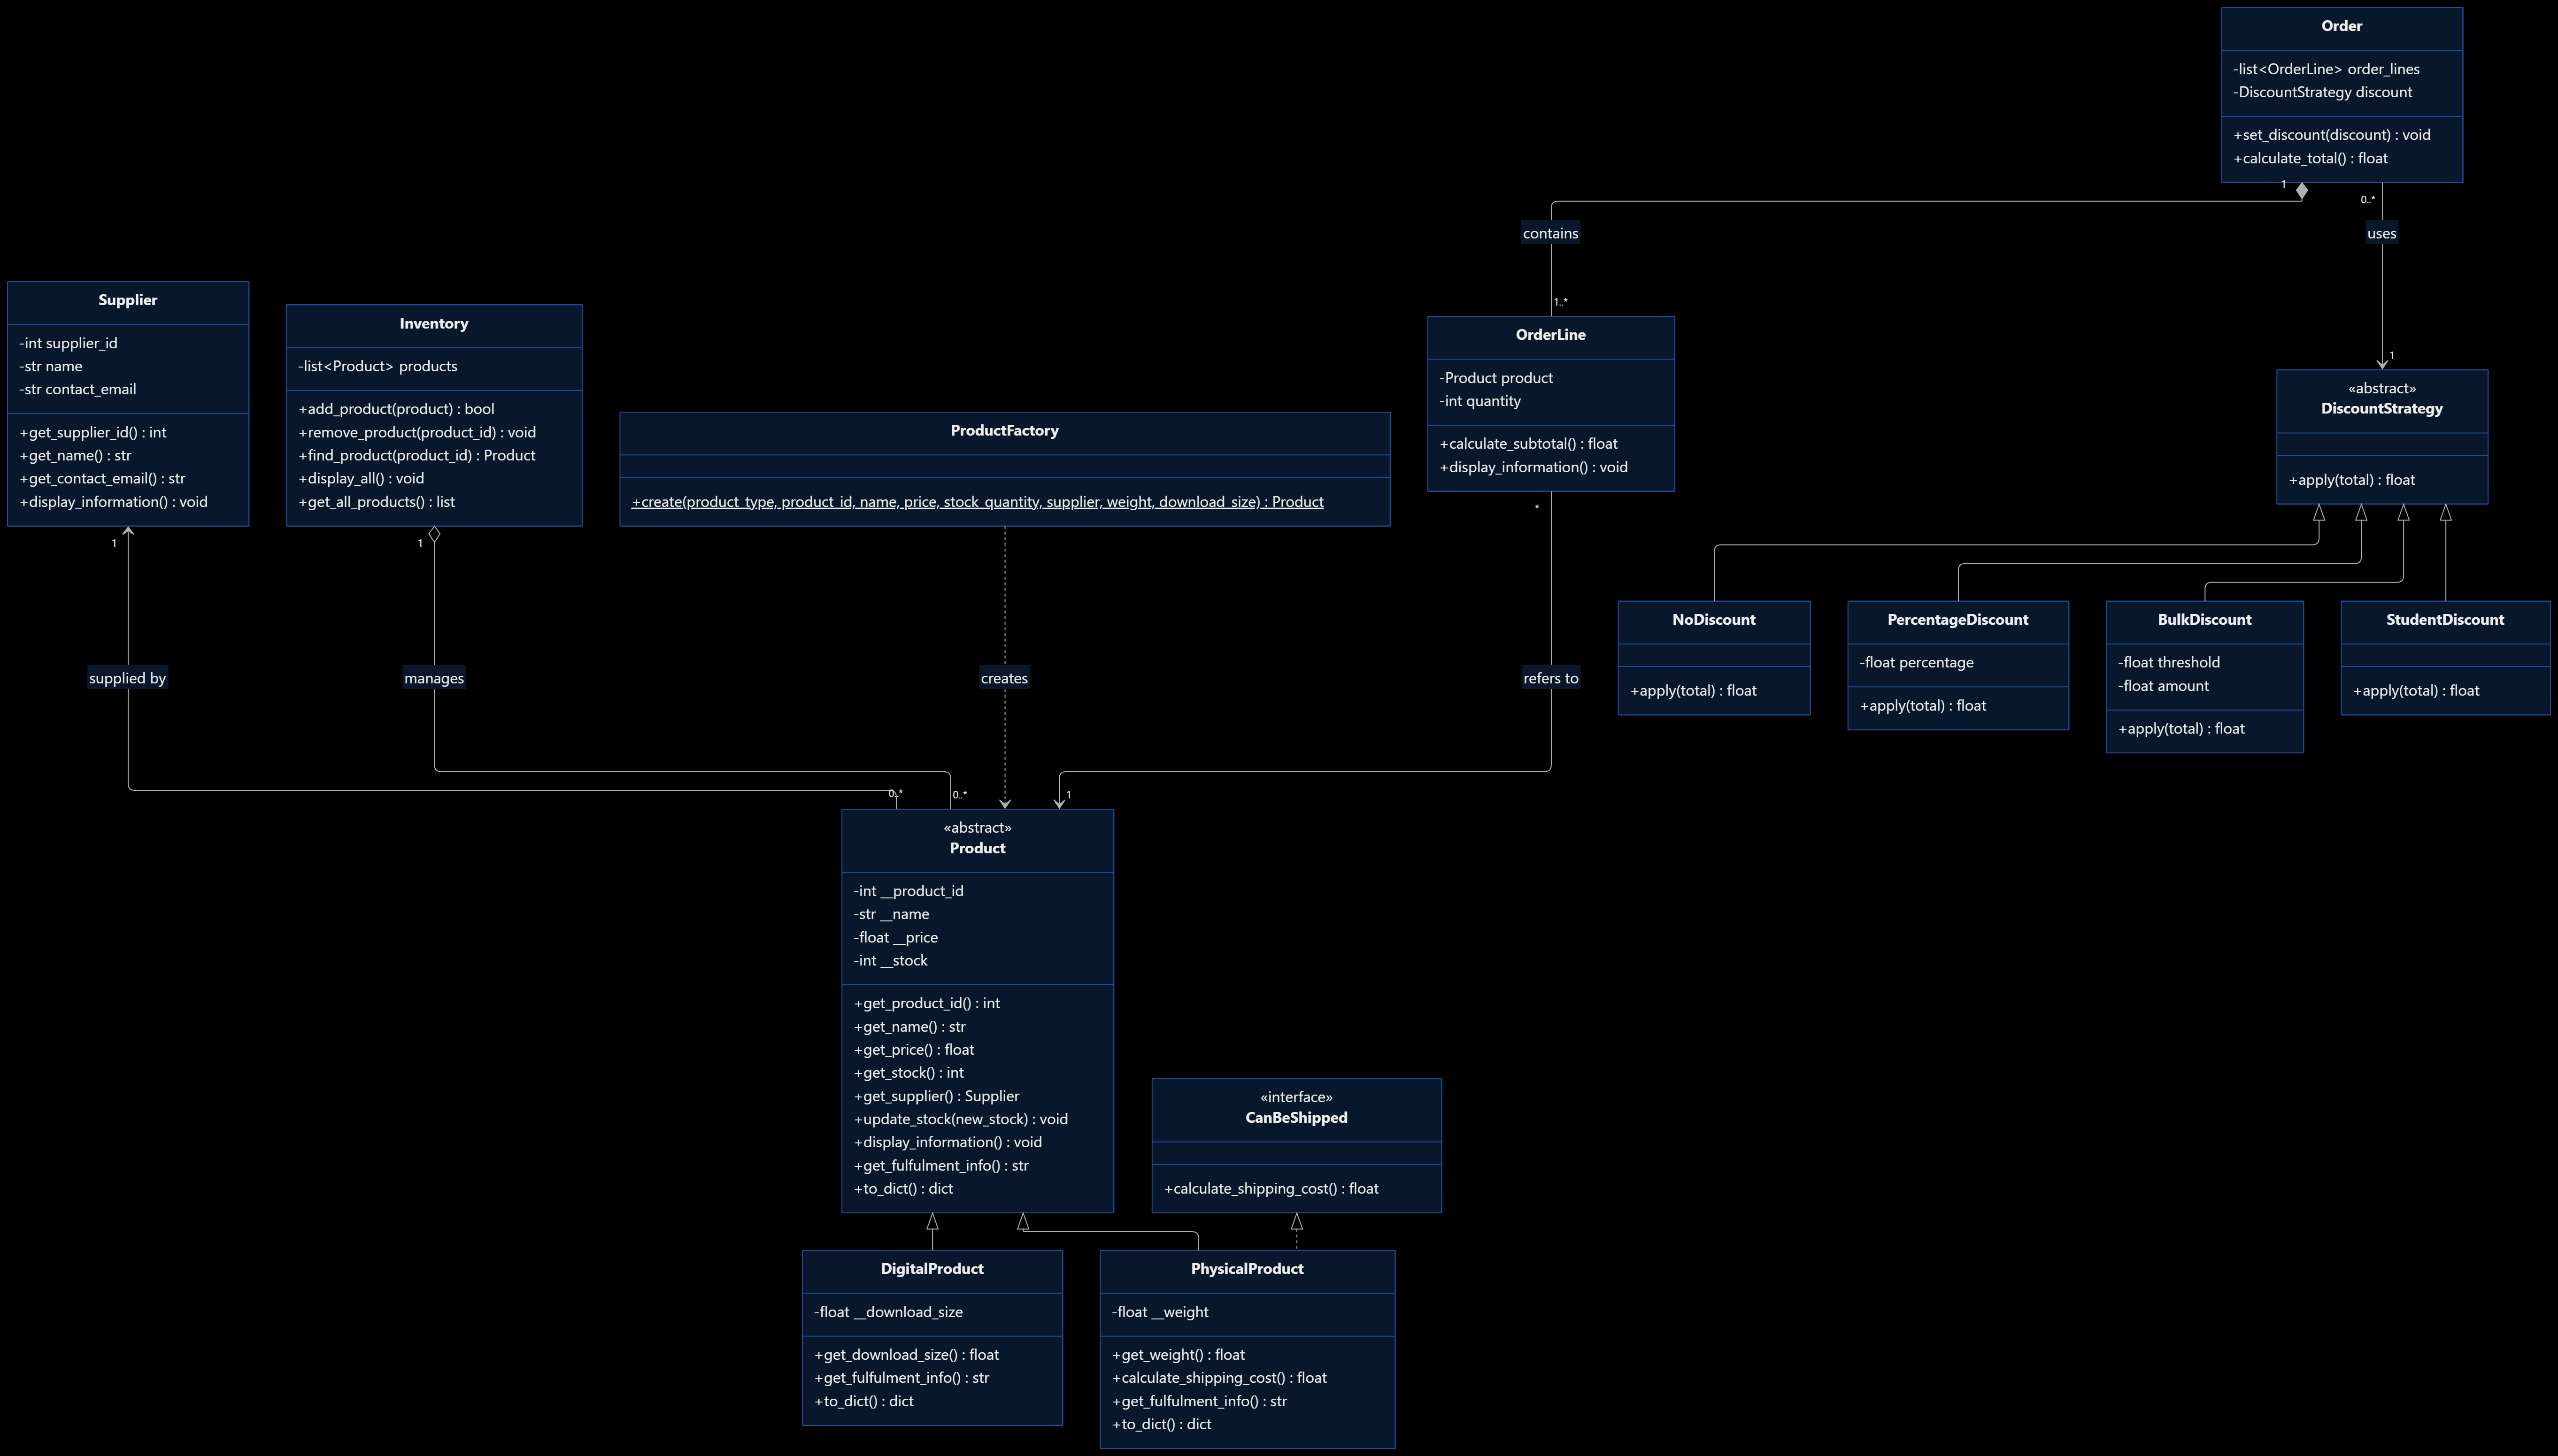 Order
-list<OrderLine> order_lines
-DiscountStrategy discount
+set_discount(discount) : void
+calculate_total() : float
1
0..*
contains
uses
1..*
1
Supplier
-int supplier_id
-str name
-str contact_email
+get_supplier_id() : int
+get_name() : str
+get_contact_email() : str
+display_information() : void
1
Inventory
-list<Product> products
+add_product(product) : bool
+remove_product(product_id) : void
+find_product(product_id) : Product
+display_all() : void
+get_all_products() : list
1
ProductFactory
+create(product_type, product_id, name, price, stock_quantity, supplier, weight, download_size) : Product
OrderLine
-Product product
-int quantity
+calculate_subtotal() : float
+display_information() : void
*
«abstract»
DiscountStrategy
+apply(total) : float
NoDiscount
+apply(total) : float
PercentageDiscount
-float percentage
+apply(total) : float
BulkDiscount
-float threshold
-float amount
+apply(total) : float
StudentDiscount
+apply(total) : float
supplied by
manages
creates
refers to
0..*
0..*
1
«abstract»
Product
-int __product_id
-str __name
-float __price
-int __stock
+get_product_id() : int
+get_name() : str
+get_price() : float
+get_stock() : int
+get_supplier() : Supplier
+update_stock(new_stock) : void
+display_information() : void
+get_fulfulment_info() : str
+to_dict() : dict
«interface»
CanBeShipped
+calculate_shipping_cost() : float
DigitalProduct
-float __download_size
+get_download_size() : float
+get_fulfulment_info() : str
+to_dict() : dict
PhysicalProduct
-float __weight
+get_weight() : float
+calculate_shipping_cost() : float
+get_fulfulment_info() : str
+to_dict() : dict